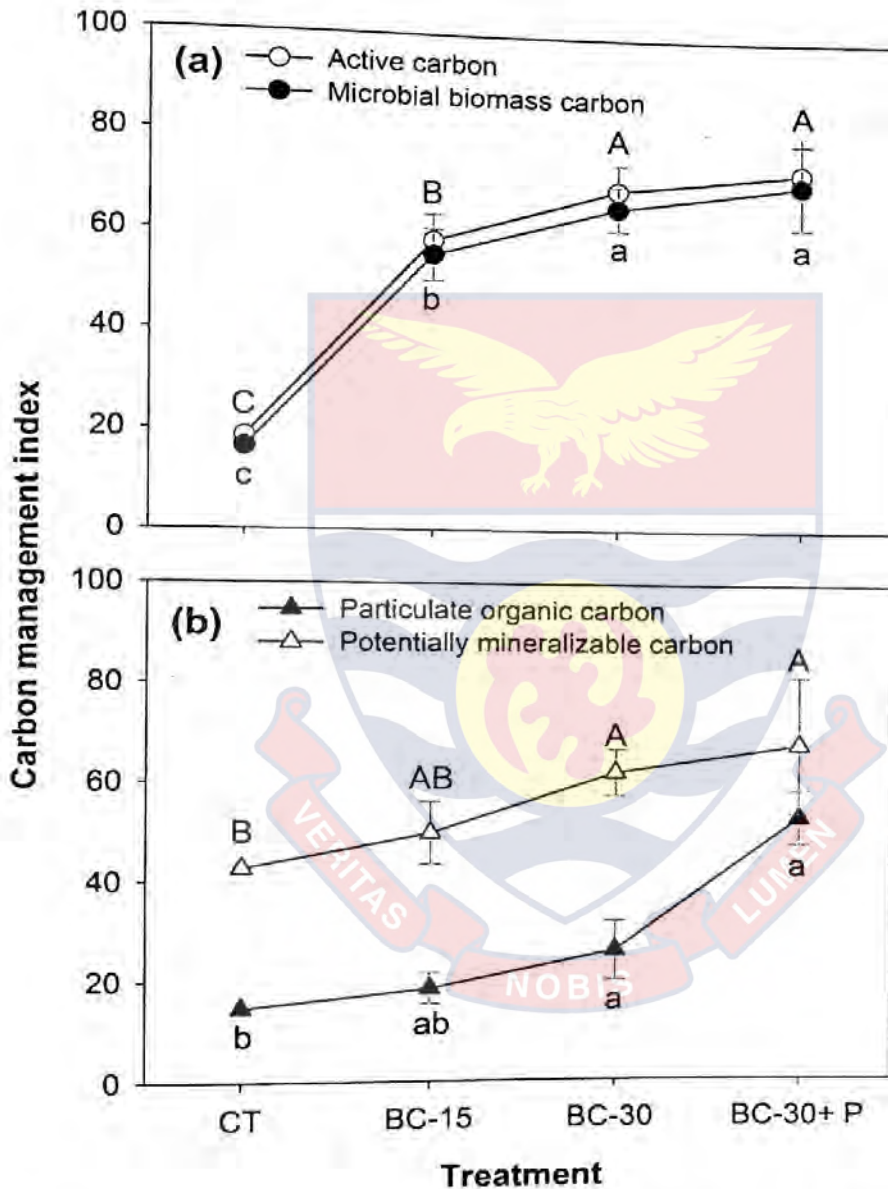 100
80
60
40
20
0
(a)
Active carbon
Microbial biomass carbon
C
c
B
b
A
a
A
a
Carbon management index
100
80
60
40
20
0
(b)
Particulate organic carbon
Potentially mineralizable carbon
B
b
AB
ab
A
a
A
a
VERITAS
NOBIS
LUMEN
CT
BC-15
BC-30
BC-30+ P
Treatment